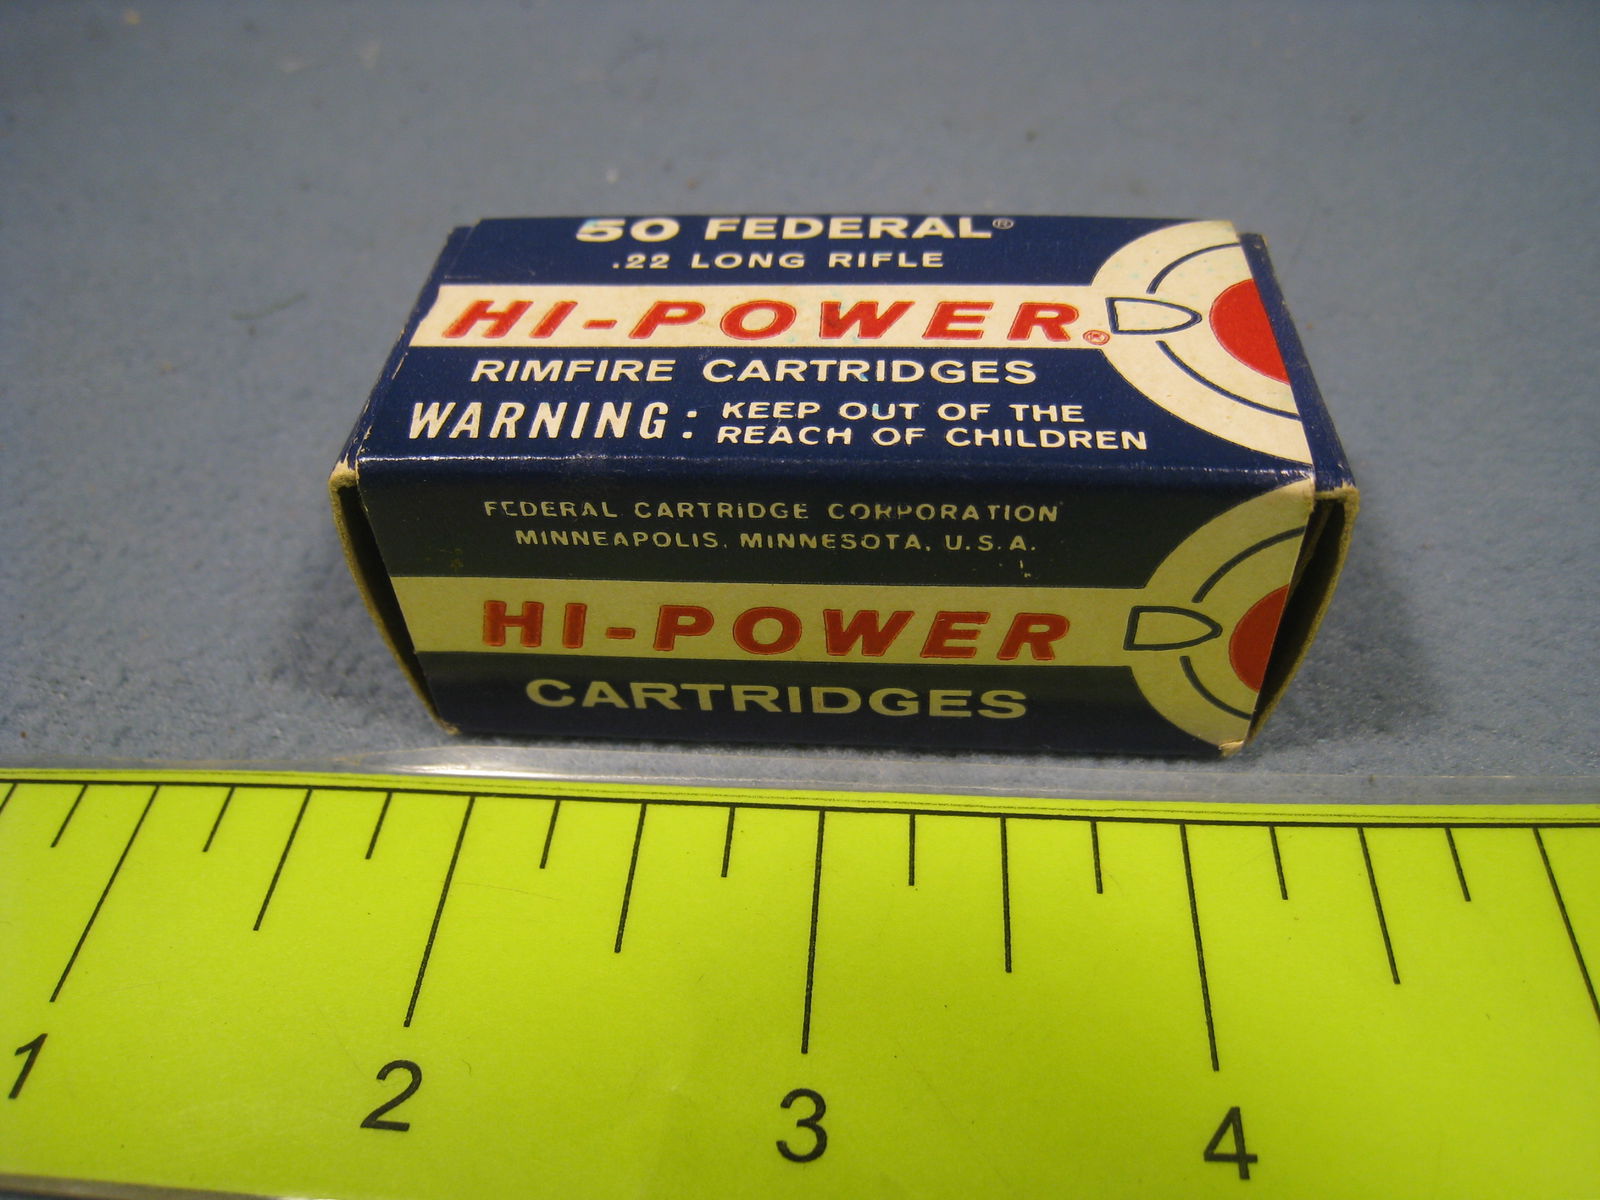 50 FEDERAL®
.22 LONG RIFLE
HI-POWER®
RIMFIRE CARTRIDGES
WARNING: KEEP OUT OF THE
REACH OF CHILDREN
FEDERAL CARTRIDGE CORPORATION
MINNEAPOLIS, MINNESOTA, U.S.A.
HI-POWER
CARTRIDGES
1 2 3 4